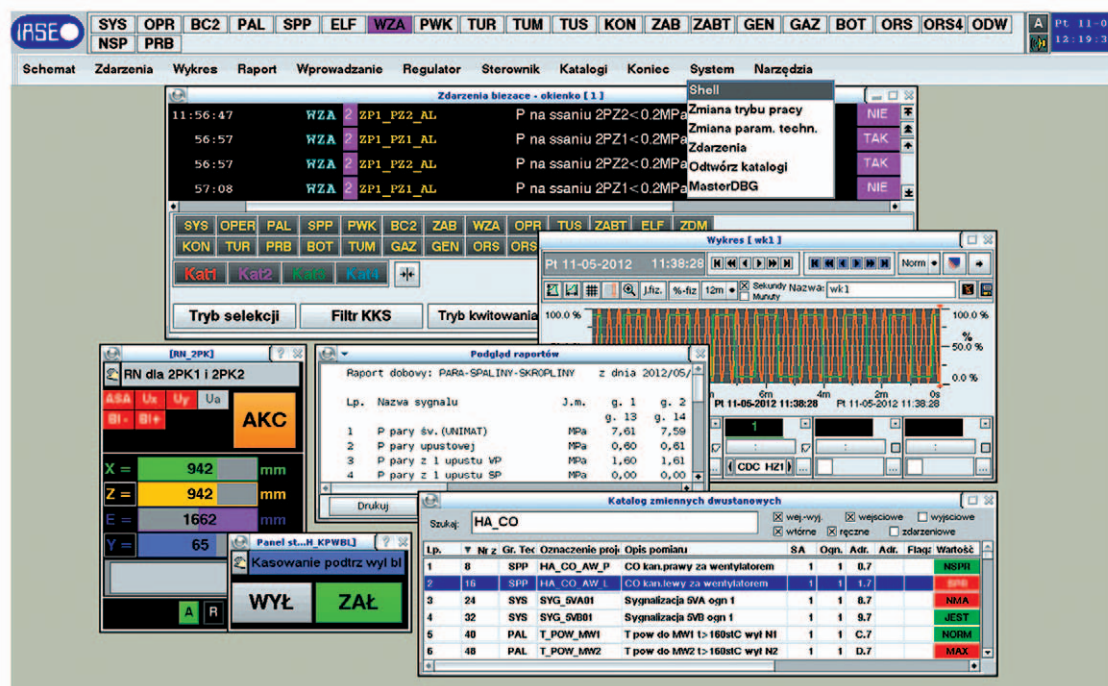 IASE
SYS OPR BC2 PAL SPP ELF WZA PWK TUR TUM TUS KON ZAB ZABT GEN GAZ BOT ORS ORS4 ODW
NSP PRB
A
Pt 11-0
12:19:3
Schemat Zdarzenia Wykres Raport Wprowadzanie Regulator Sterownik Katalogi Koniec System Narzędzia
Shell
Zmiana trybu pracy
Zmiana param. techn.
Zdarzenia
Odtwórz katalogi
MasterDBG
Zdarzenia biezace - okienko [ 1 ]
11:56:47 WZA 2 ZP1_PZ2_AL P na ssaniu 2PZ2<0.2MPa NIE
56:57 WZA 2 ZP1_PZ1_AL P na ssaniu 2PZ1<0.2MPa TAK
56:57 WZA 2 ZP1_PZ2_AL P na ssaniu 2PZ2<0.2MPa TAK
57:08 WZA 2 ZP1_PZ1_AL P na ssaniu 2PZ1<0.2MPa NIE
SYS OPER PAL SPP PWK BC2 ZAB WZA OPR TUS ZABT ELF ZDM
KON TUR PRB BOT TUM GAZ GEN ORS ORS
Kat1 Kat2 Kat3 Kat4
Tryb selekcji Filtr KKS Tryb kwitowania
Wykres [ wk1 ]
Pt 11-05-2012 11:38:28 Norm
J.fiz. %-fiz 12m Sekundy Nazwa: wk1
Minuty
100.0 % 100.0 %
%
50.0 %
0.0 %
6m 4m 2m 0s
Pt 11-05-2012 11:38:28 Pt 11-05-2012 11:38:28
1
: :
... CDC HZ1 ... ...
[RN_2PK]
RN dla 2PK1 i 2PK2
ASA Ux Uy Ua
BI- BI+
AKC
X = 942 mm
Z = 942 mm
E = 1662 mm
Y = 65
A R
Podgląd raportów
Raport dobowy: PARA-SPALINY-SKROPLINY z dnia 2012/05/
Lp. Nazwa sygnału J.m. g. 1 g. 2
g. 13 g. 14
1 P pary św.(UNIMAT) MPa 7,61 7,59
2 P pary upustowej MPa 0,60 0,61
3 P pary z 1 upustu WP MPa 1,60 1,61
4 P pary z 1 upustu SP MPa 0,00 0,00
Drukuj
Panel st...H_KPWBL]
Kasowanie podtrz wył bl
WYŁ ZAŁ
Katalog zmiennych dwustanowych
Szukaj: HA_CO wej-wyj. wejsciowe wyjsciowe
wtórne ręczne zdarzeniowe
Lp. Nr z Gr. Tec Oznaczenie proj Opis pomiaru SA Ogn. Adr. Adr. Flaga Wartość
1 8 SPP HA_CO_AW_P CO kan.prawy za wentylatorem 1 1 0.7 NSPR
2 16 SPP HA_CO_AW_L CO kan.lewy za wentylatorem 1 1 1.7
3 24 SYS SYG_5VA01 Sygnalizacja 5VA ogn 1 1 1 8.7 NMA
4 32 SYS SYG_5VB01 Sygnalizacja 5VB ogn 1 1 1 9.7 JEST
5 40 PAL T_POW_MW1 T pow do MW1 t>160stC wył N1 1 1 C.7 NORM
6 48 PAL T_POW_MW2 T pow do MW2 t>160stC wył N2 1 1 D.7 MAX